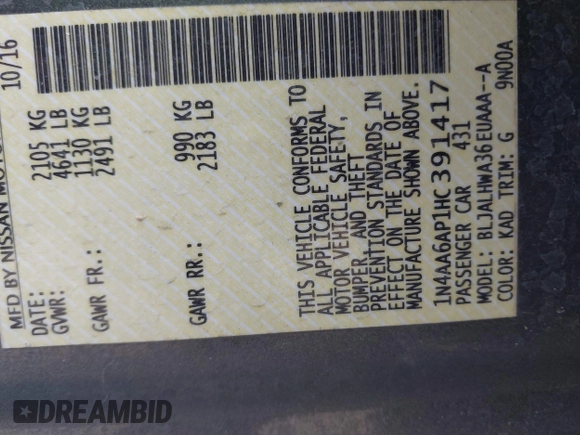 MFD BY NISSAN MOTOR
DATE: 10/16
GVWR: 2105 KG
4641 LB
GAWR FR.: 1130 KG
2491 LB
GAWR RR.: 990 KG
2183 LB
THIS VEHICLE CONFORMS TO
ALL APPLICABLE FEDERAL
MOTOR VEHICLE SAFETY,
BUMPER, AND THEFT
PREVENTION STANDARDS IN
EFFECT ON THE DATE OF
MANUFACTURE SHOWN ABOVE.
1N4AA6AP1HC391417
PASSENGER CAR 431
MODEL: BLJALHWA36EUAAA--A
COLOR: KAD TRIM: G 9N00A
DREAMBID